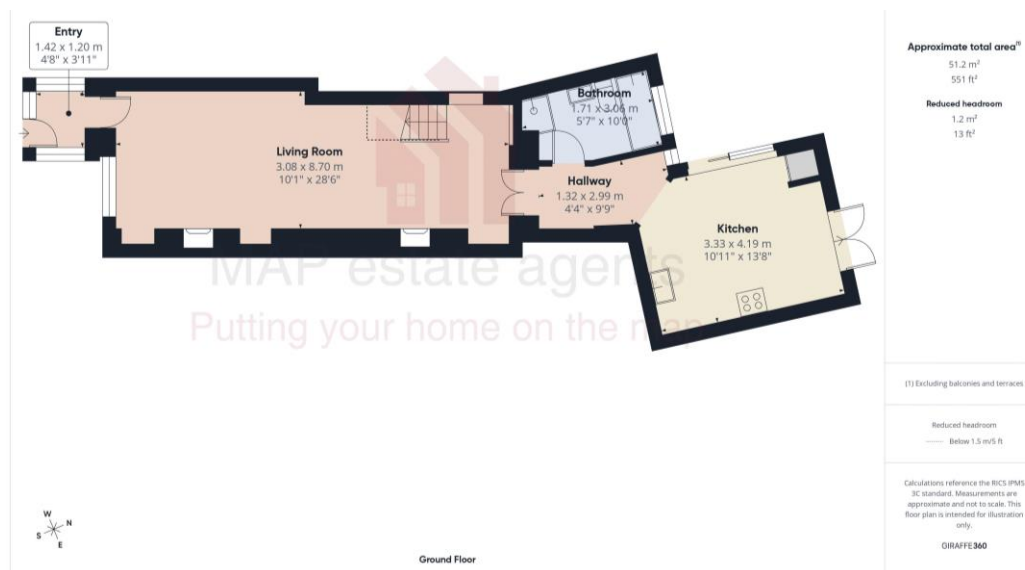 Entry
1.42 x 1.20 m
4'8" x 3'11"
Living Room
3.08 x 8.70 m
10'1" x 28'6"
Bathroom
1.71 x 3.06 m
5'7" x 10'0"
Hallway
1.32 x 2.99 m
4'4" x 9'9"
Kitchen
3.33 x 4.19 m
10'11" x 13'8"
MAP estate agents
Putting your home on the map
W
N
S
E
Ground Floor
Approximate total area(1)
51.2 m²
551 ft²
Reduced headroom
1.2 m²
13 ft²
(1) Excluding balconies and terraces
Reduced headroom
Below 1.5 m/5 ft
Calculations reference the RICS IPMS
3C standard. Measurements are
approximate and not to scale. This
floor plan is intended for illustration
only.
GIRAFFE360